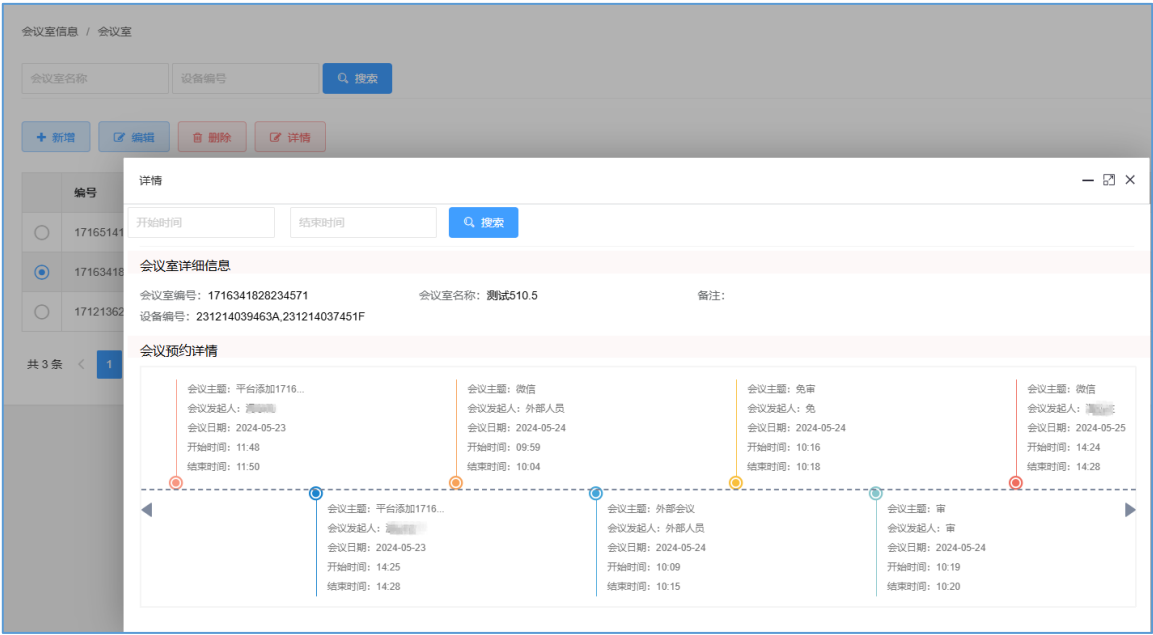 会议室信息 / 会议室
会议室名称 设备编号 搜索
新增 编辑 删除 详情
编号
17165141
17163418
17121362
共 3 条 1
详情
开始时间 结束时间 搜索
会议室详细信息
会议室编号：1716341828234571 会议室名称：测试510.5 备注：
设备编号：231214039463A,231214037451F
会议预约详情
会议主题：平台添加1716...
会议发起人：
会议日期：2024-05-23
开始时间：11:48
结束时间：11:50
会议主题：平台添加1716...
会议发起人：
会议日期：2024-05-23
开始时间：14:25
结束时间：14:28
会议主题：微信
会议发起人：外部人员
会议日期：2024-05-24
开始时间：09:59
结束时间：10:04
会议主题：外部会议
会议发起人：外部人员
会议日期：2024-05-24
开始时间：10:09
结束时间：10:15
会议主题：免审
会议发起人：免
会议日期：2024-05-24
开始时间：10:16
结束时间：10:18
会议主题：审
会议发起人：审
会议日期：2024-05-24
开始时间：10:19
结束时间：10:20
会议主题：微信
会议发起人：
会议日期：2024-05-25
开始时间：14:24
结束时间：14:28